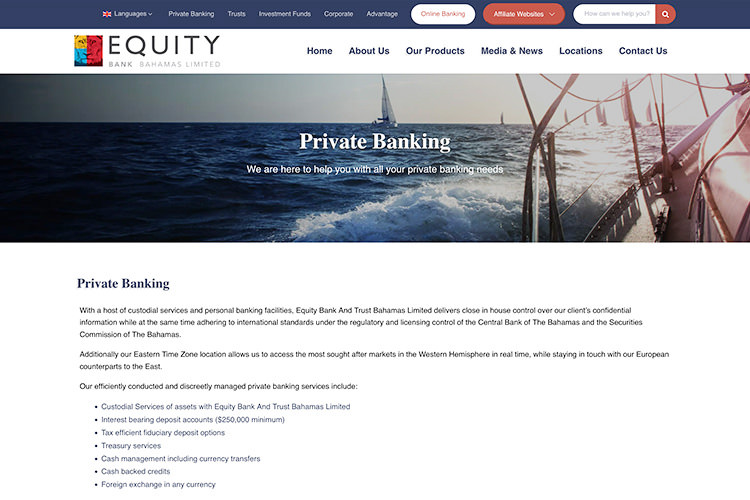 Languages Private Banking Trusts Investment Funds Corporate Advantage Online Banking Affiliate Websites How can we help you?
EQUITY
BANK BAHAMAS LIMITED
Home About Us Our Products Media & News Locations Contact Us
Private Banking
We are here to help you with all your private banking needs
Private Banking
With a host of custodial services and personal banking facilities, Equity Bank And Trust Bahamas Limited delivers close in house control over our client's confidential
information while at the same time adhering to international standards under the regulatory and licensing control of the Central Bank of The Bahamas and the Securities
Commission of The Bahamas.
Additionally our Eastern Time Zone location allows us to access the most sought after markets in the Western Hemisphere in real time, while staying in touch with our European
counterparts to the East.
Our efficiently conducted and discreetly managed private banking services include:
• Custodial Services of assets with Equity Bank And Trust Bahamas Limited
• Interest bearing deposit accounts ($250,000 minimum)
• Tax efficient fiduciary deposit options
• Treasury services
• Cash management including currency transfers
• Cash backed credits
• Foreign exchange in any currency